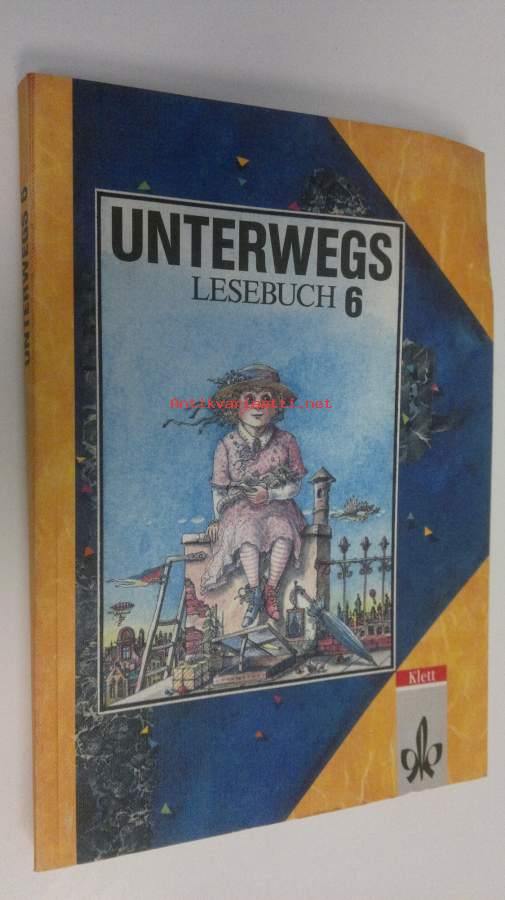 UNTERWEGS
LESEBUCH 6
Antikvariaatti.net
UNTERWEGS 6
Klett